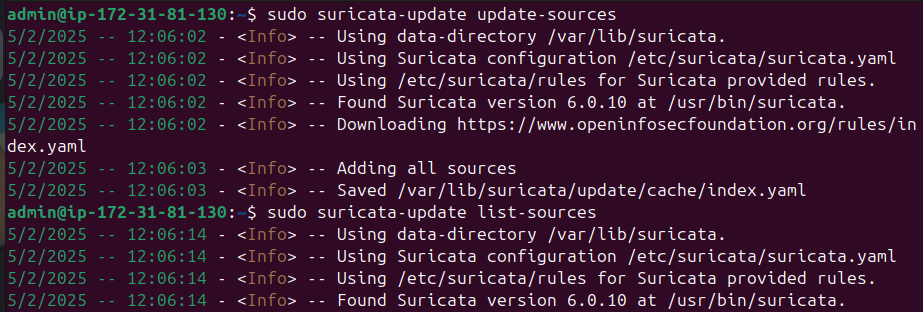 admin@ip-172-31-81-130:~$ sudo suricata-update update-sources
5/2/2025 -- 12:06:02 - <Info> -- Using data-directory /var/lib/suricata.
5/2/2025 -- 12:06:02 - <Info> -- Using Suricata configuration /etc/suricata/suricata.yaml
5/2/2025 -- 12:06:02 - <Info> -- Using /etc/suricata/rules for Suricata provided rules.
5/2/2025 -- 12:06:02 - <Info> -- Found Suricata version 6.0.10 at /usr/bin/suricata.
5/2/2025 -- 12:06:02 - <Info> -- Downloading https://www.openinfosecfoundation.org/rules/in
dex.yaml
5/2/2025 -- 12:06:03 - <Info> -- Adding all sources
5/2/2025 -- 12:06:03 - <Info> -- Saved /var/lib/suricata/update/cache/index.yaml
admin@ip-172-31-81-130:~$ sudo suricata-update list-sources
5/2/2025 -- 12:06:14 - <Info> -- Using data-directory /var/lib/suricata.
5/2/2025 -- 12:06:14 - <Info> -- Using Suricata configuration /etc/suricata/suricata.yaml
5/2/2025 -- 12:06:14 - <Info> -- Using /etc/suricata/rules for Suricata provided rules.
5/2/2025 -- 12:06:14 - <Info> -- Found Suricata version 6.0.10 at /usr/bin/suricata.